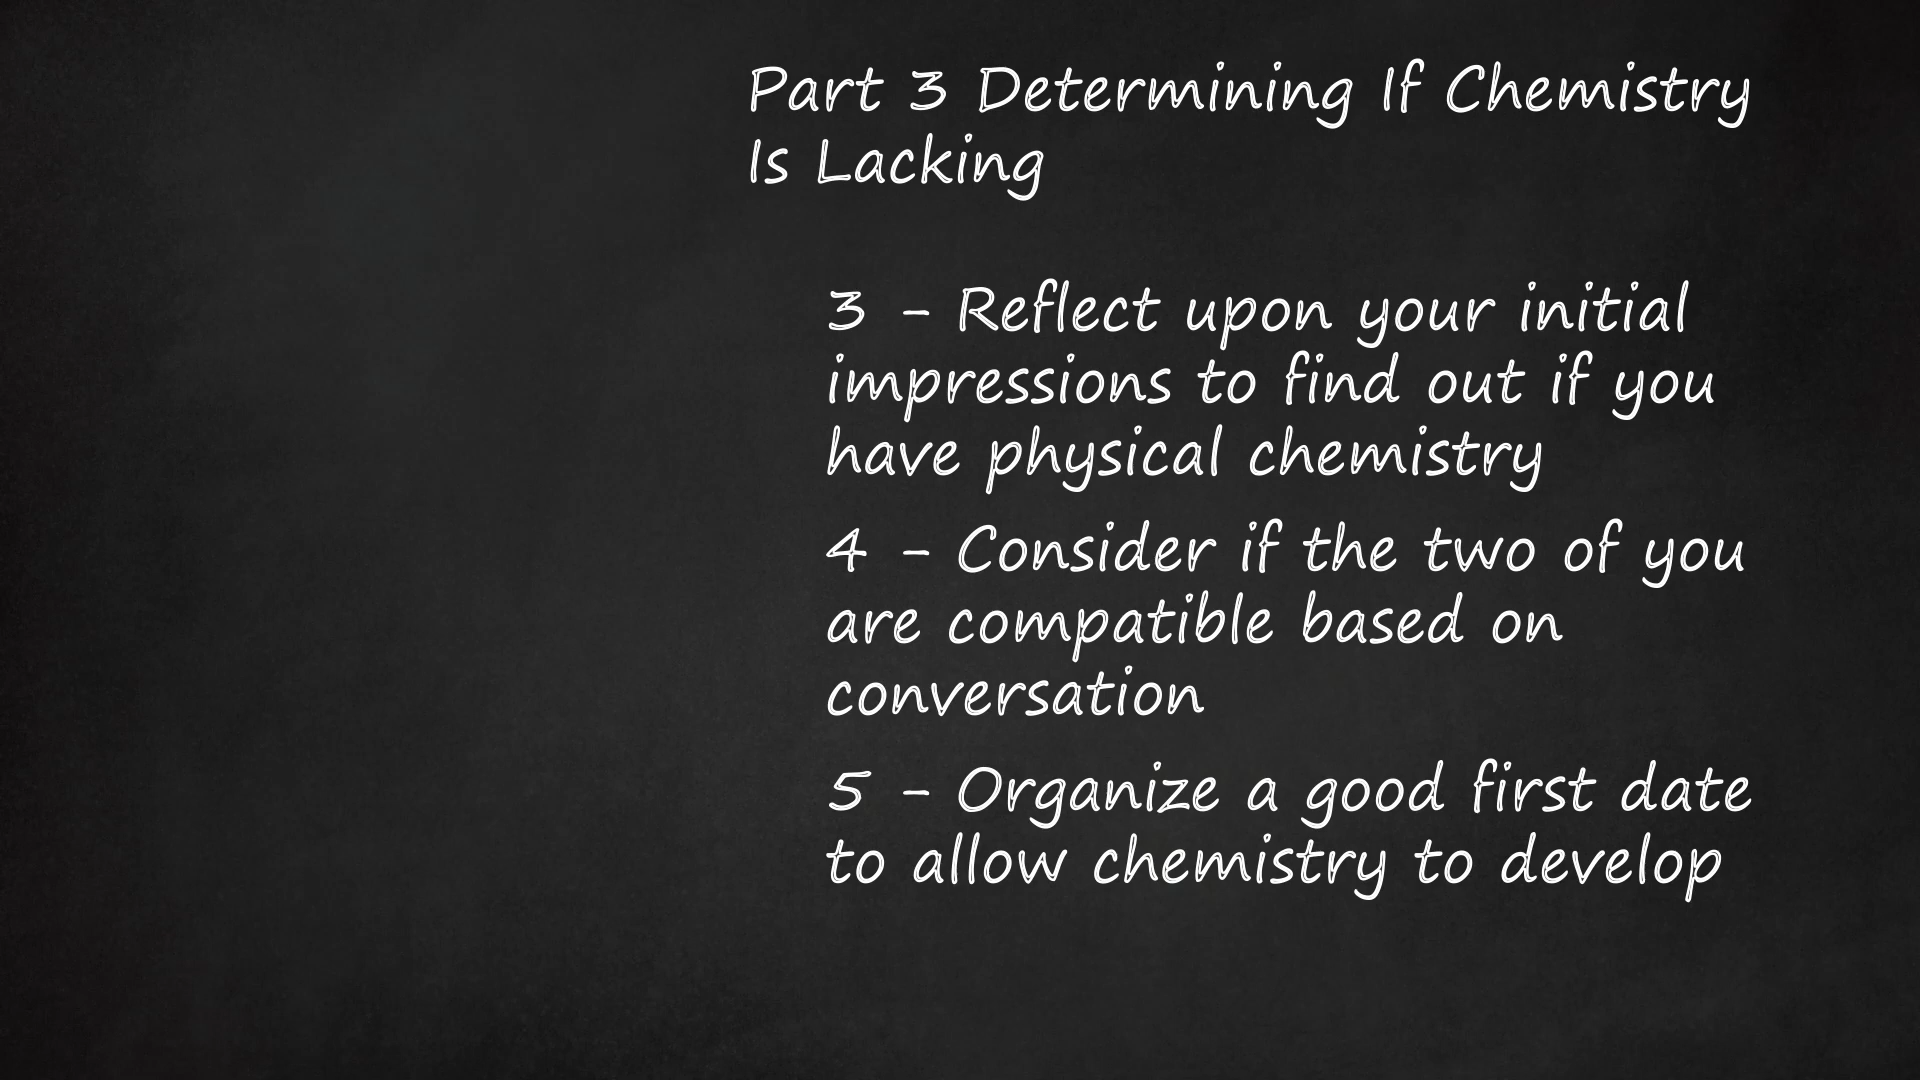 Part 3 Determining If Chemistry
Is Lacking
3 - Reflect upon your initial
impressions to find out if you
have physical chemistry
4 - Consider if the two of you
are compatible based on
conversation
5 - Organize a good first date
to allow chemistry to develop